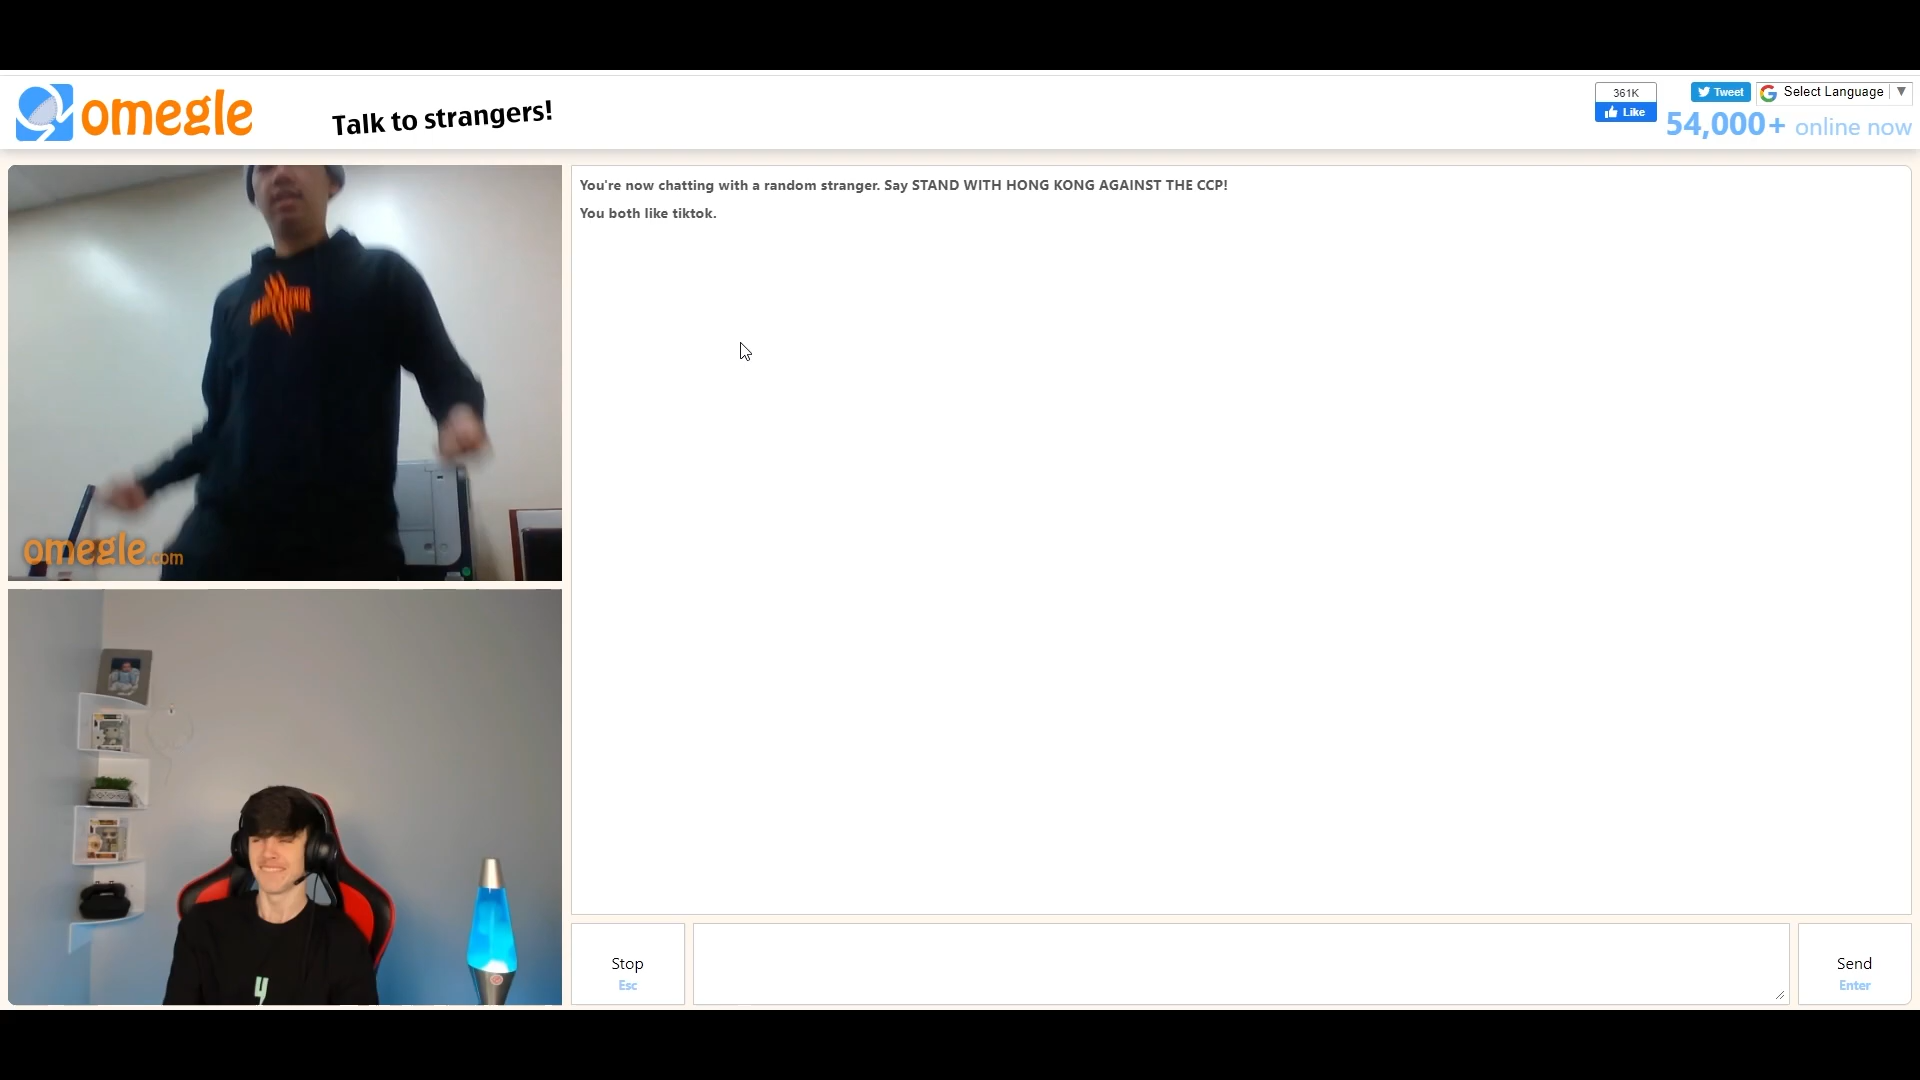 omegle
Talk to strangers!
361K
Like
Tweet
Select Language
54,000+ online now
You're now chatting with a random stranger. Say STAND WITH HONG KONG AGAINST THE CCP!
You both like tiktok.
omegle.com
Stop
Esc
Send
Enter